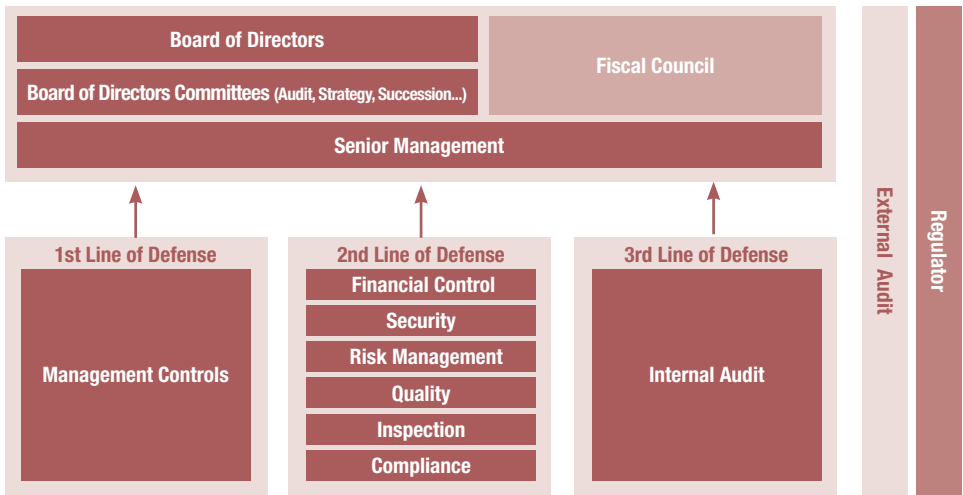 Board of Directors
Fiscal Council
Board of Directors Committees (Audit, Strategy, Succession...)
Senior Management
1st Line of Defense
Management Controls
2nd Line of Defense
Financial Control
Security
Risk Management
Quality
Inspection
Compliance
3rd Line of Defense
Internal Audit
External Audit
Regulator